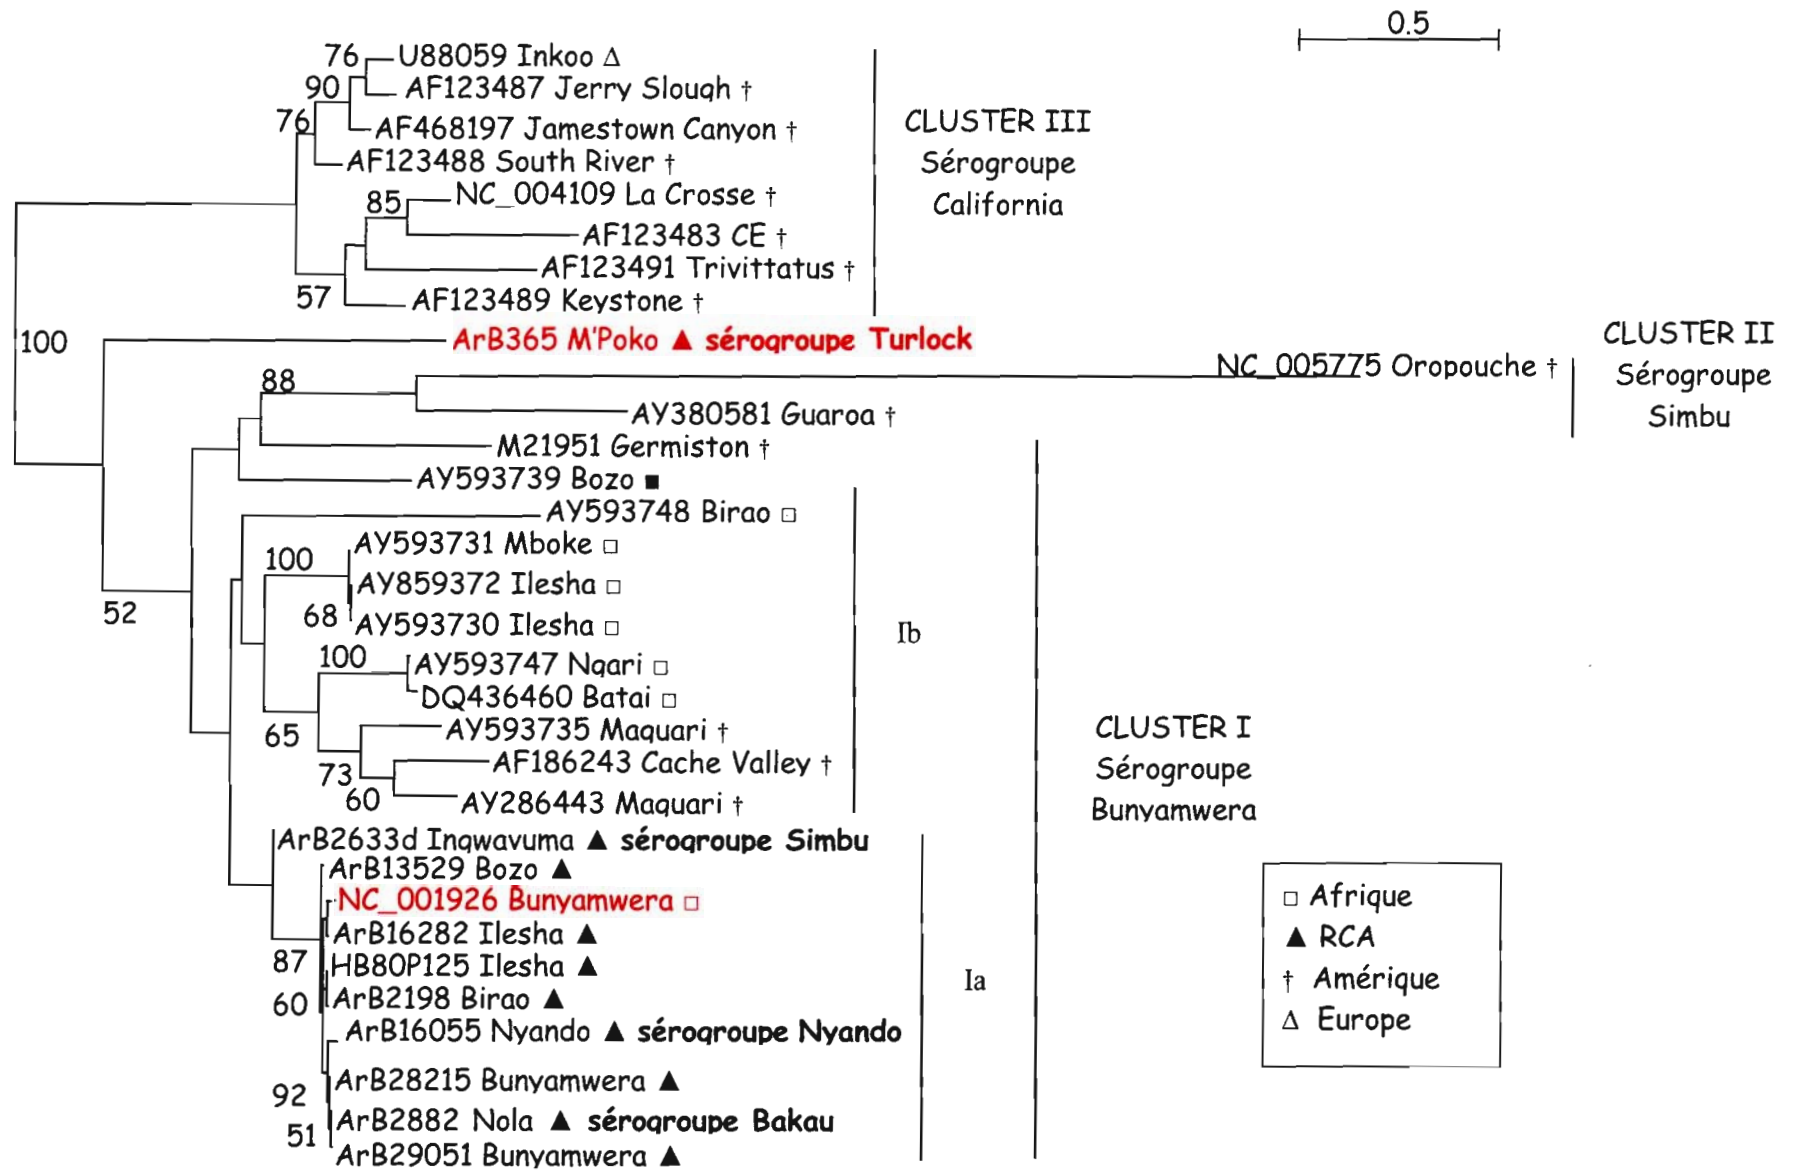 0.5
76 U88059 Inkoo Δ
90 AF123487 Jerry Slough †
76 AF468197 Jamestown Canyon †
AF123488 South River †
85 NC_004109 La Crosse †
AF123483 CE †
AF123491 Trivittatus †
57 AF123489 Keystone †
CLUSTER III
Sérogroupe
California
100
ArB365 M'Poko ▲ sérogroupe Turlock
88 NC_005775 Oropouche †
AY380581 Guaroa †
CLUSTER II
Sérogroupe
Simbu
M21951 Germiston †
AY593739 Bozo ■
AY593748 Birao □
52
100 AY593731 Mboke □
AY859372 Ilesha □
68 AY593730 Ilesha □
100 AY593747 Ngari □
DQ436460 Batai □
65 AY593735 Maguari †
73 AF186243 Cache Valley †
60 AY286443 Maguari †
Ib
CLUSTER I
Sérogroupe
Bunyamwera
ArB2633d Ingwavuma ▲ sérogroupe Simbu
ArB13529 Bozo ▲
NC_001926 Bunyamwera □
ArB16282 Ilesha ▲
87 HB80P125 Ilesha ▲
60 ArB2198 Birao ▲
ArB16055 Nyando ▲ sérogroupe Nyando
92 ArB28215 Bunyamwera ▲
51 ArB2882 Nola ▲ sérogroupe Bakau
ArB29051 Bunyamwera ▲
Ia
□ Afrique
▲ RCA
† Amérique
Δ Europe